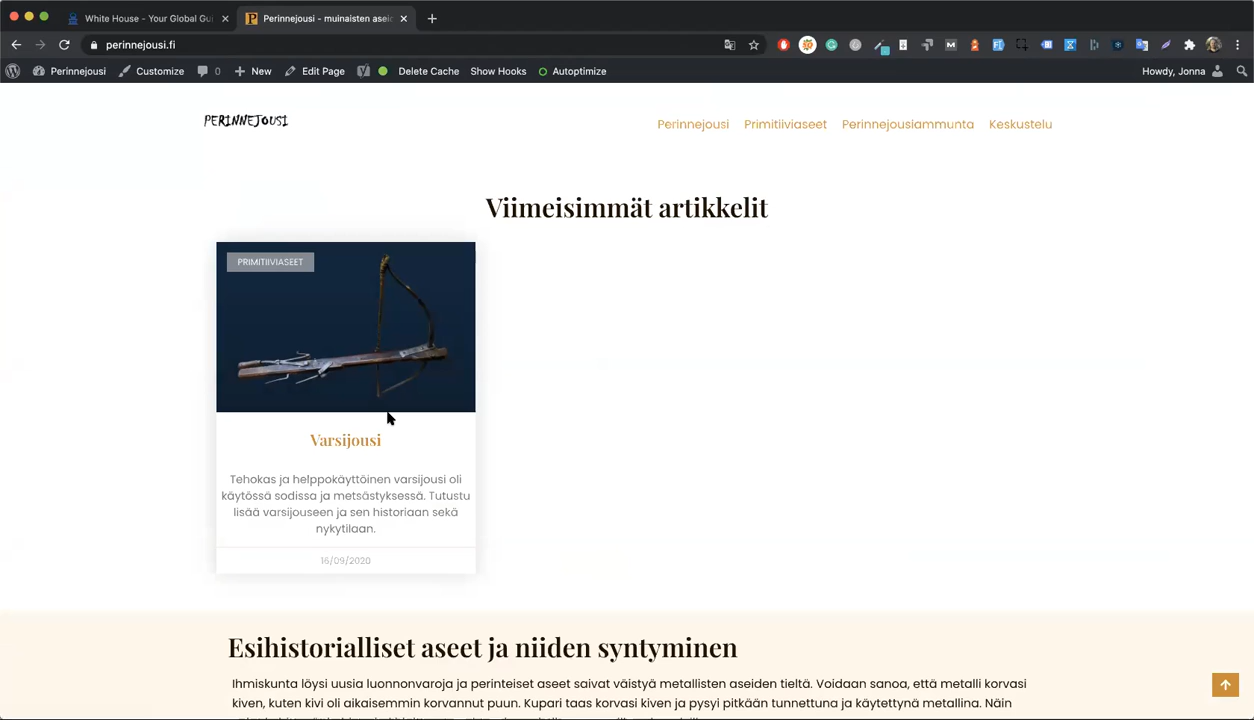 White House - Your Global Gui
Perinnejousi - muinaisten asein
perinnejousi.fi
Perinnejousi
Customize
0
New
Edit Page
Delete Cache
Show Hooks
Autoptimize
Howdy, Jonna
PERINNEJOUSI
Perinnejousi
Primitiiviaseet
Perinnejousiammunta
Keskustelu
Viimeisimmät artikkelit
PRIMITIIVIASEET
Varsijousi
Tehokas ja helppokäyttöinen varsijousi oli
käytössä sodissa ja metsästyksessä. Tutustu
lisää varsijouseen ja sen historiaan sekä
nykytilaan.
16/09/2020
Esihistorialliset aseet ja niiden syntyminen
Ihmiskunta löysi uusia luonnonvaroja ja perinteiset aseet saivat väistyä metallisten aseiden tieltä. Voidaan sanoa, että metalli korvasi
kiven, kuten kivi oli aikaisemmin korvannut puun. Kupari taas korvasi kiven ja pysyi pitkään tunnettuna ja käytettynä metallina. Näin